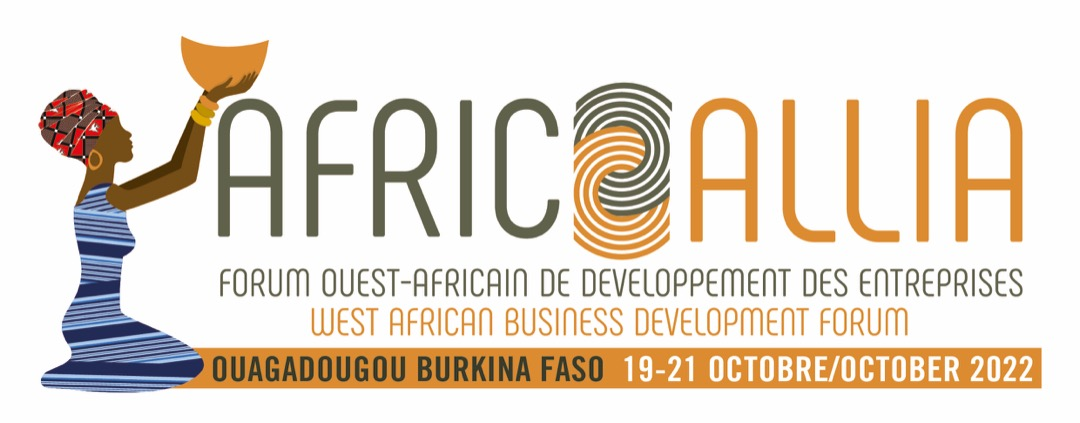 AFRICALLIA
FORUM OUEST-AFRICAIN DE DEVELOPPEMENT DES ENTREPRISES
WEST AFRICAN BUSINESS DEVELOPMENT FORUM
OUAGADOUGOU BURKINA FASO 19-21 OCTOBRE/OCTOBER 2022